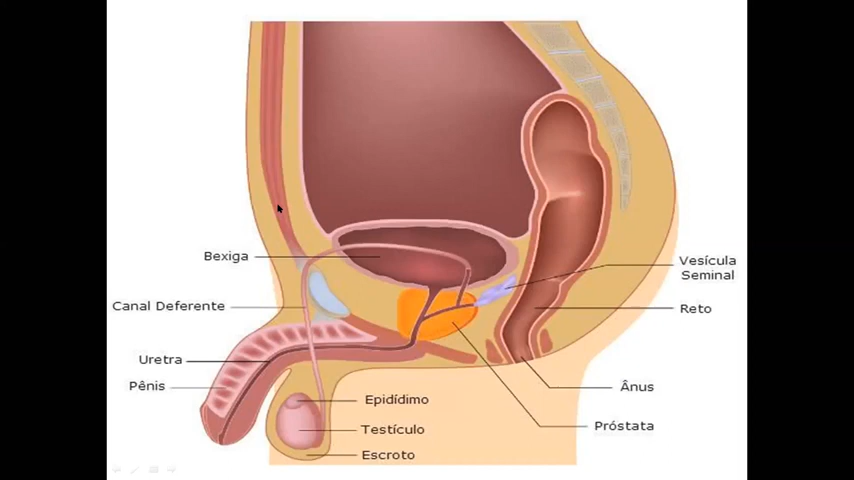 Bexiga
Canal Deferente
Uretra
Pênis
Epidídimo
Testículo
Escroto
Vesícula
Seminal
Reto
Ânus
Próstata